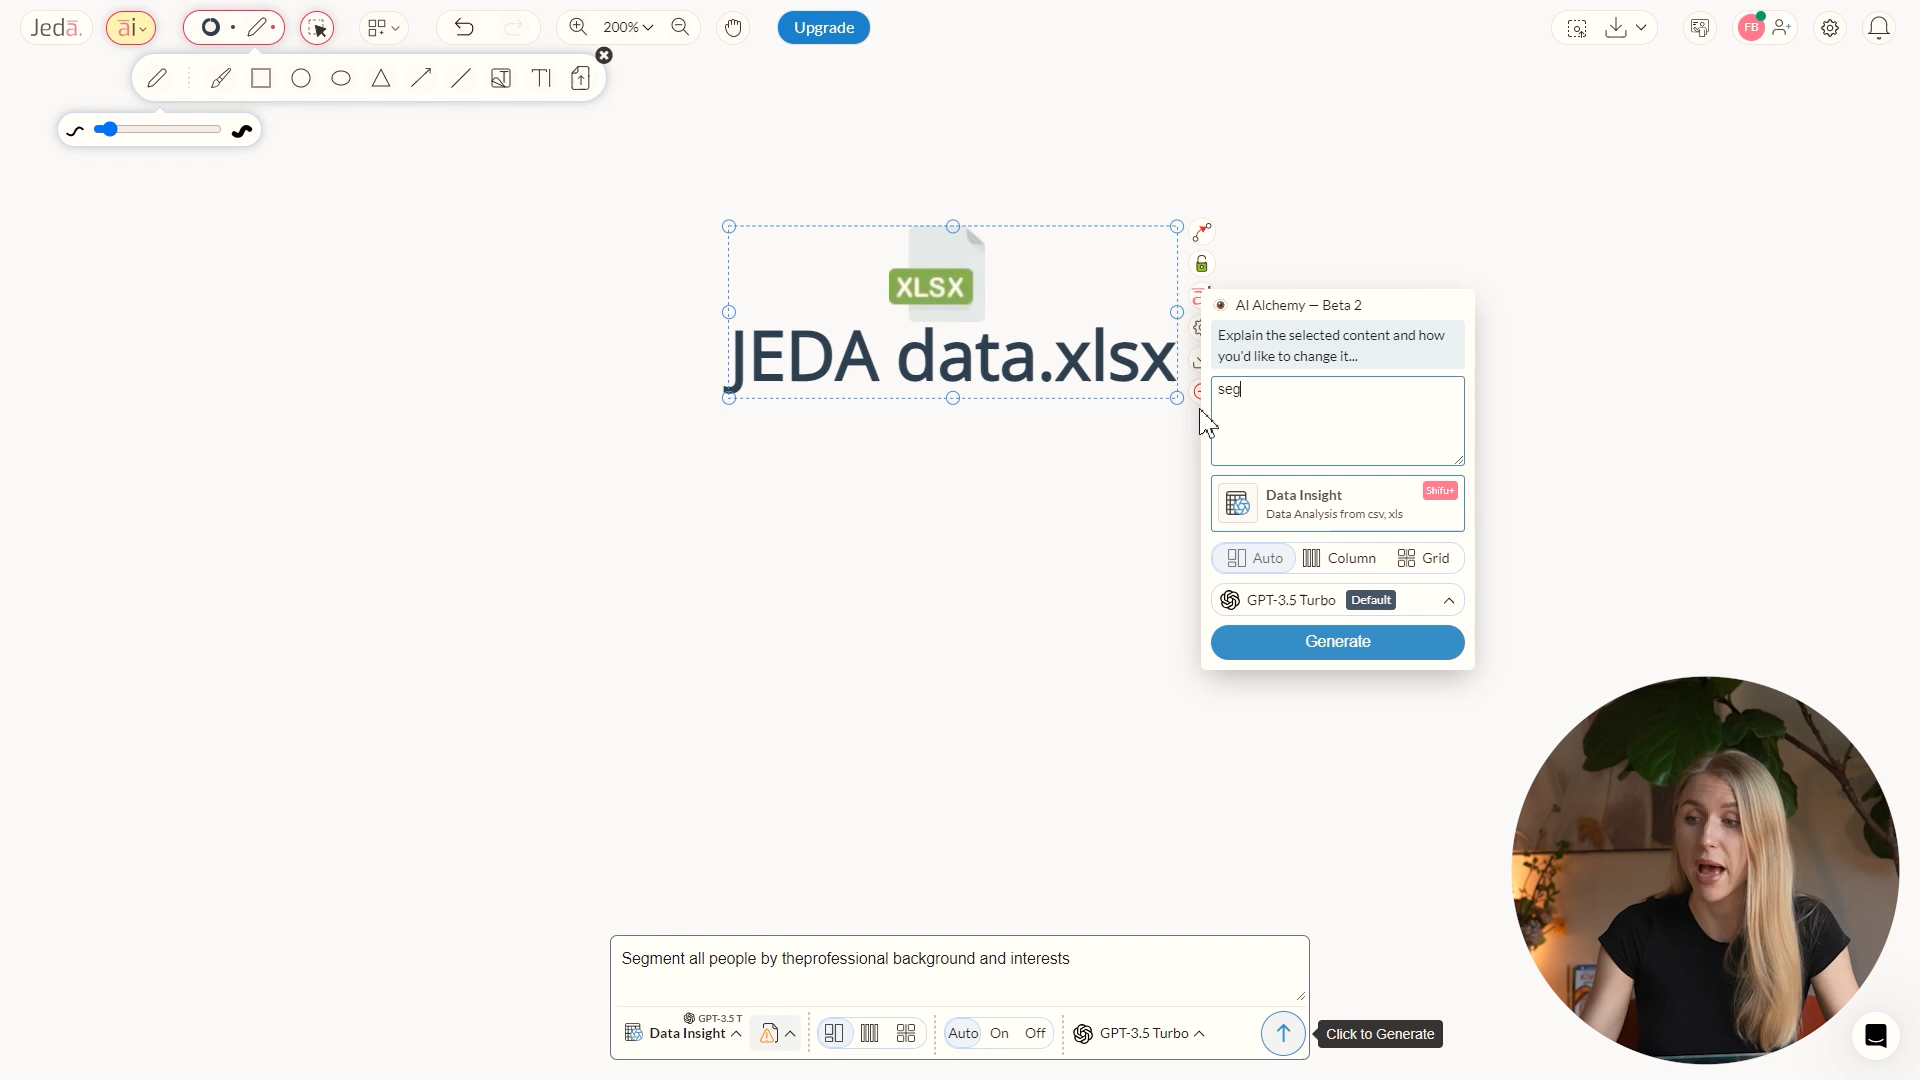 Jedā.
ai
200%
Upgrade
FB
XLSX
JEDA data.xlsx
AI Alchemy — Beta 2
Explain the selected content and how
you'd like to change it...
seg
Data Insight
Shifu+
Data Analysis from csv, xls
Auto
Column
Grid
GPT-3.5 Turbo
Default
Generate
Segment all people by theprofessional background and interests
GPT-3.5 T
Data Insight
Auto
On
Off
GPT-3.5 Turbo
Click to Generate